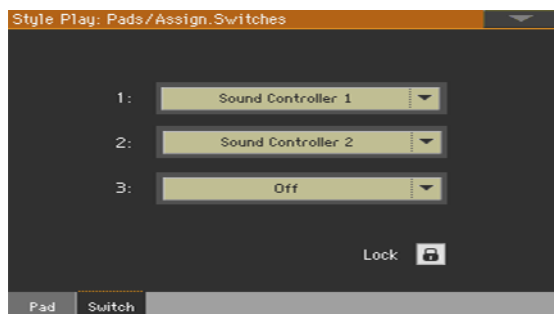 Style Play: Pads/Assign.Switches
1: Sound Controller 1
2: Sound Controller 2
3: Off
Lock
Pad Switch